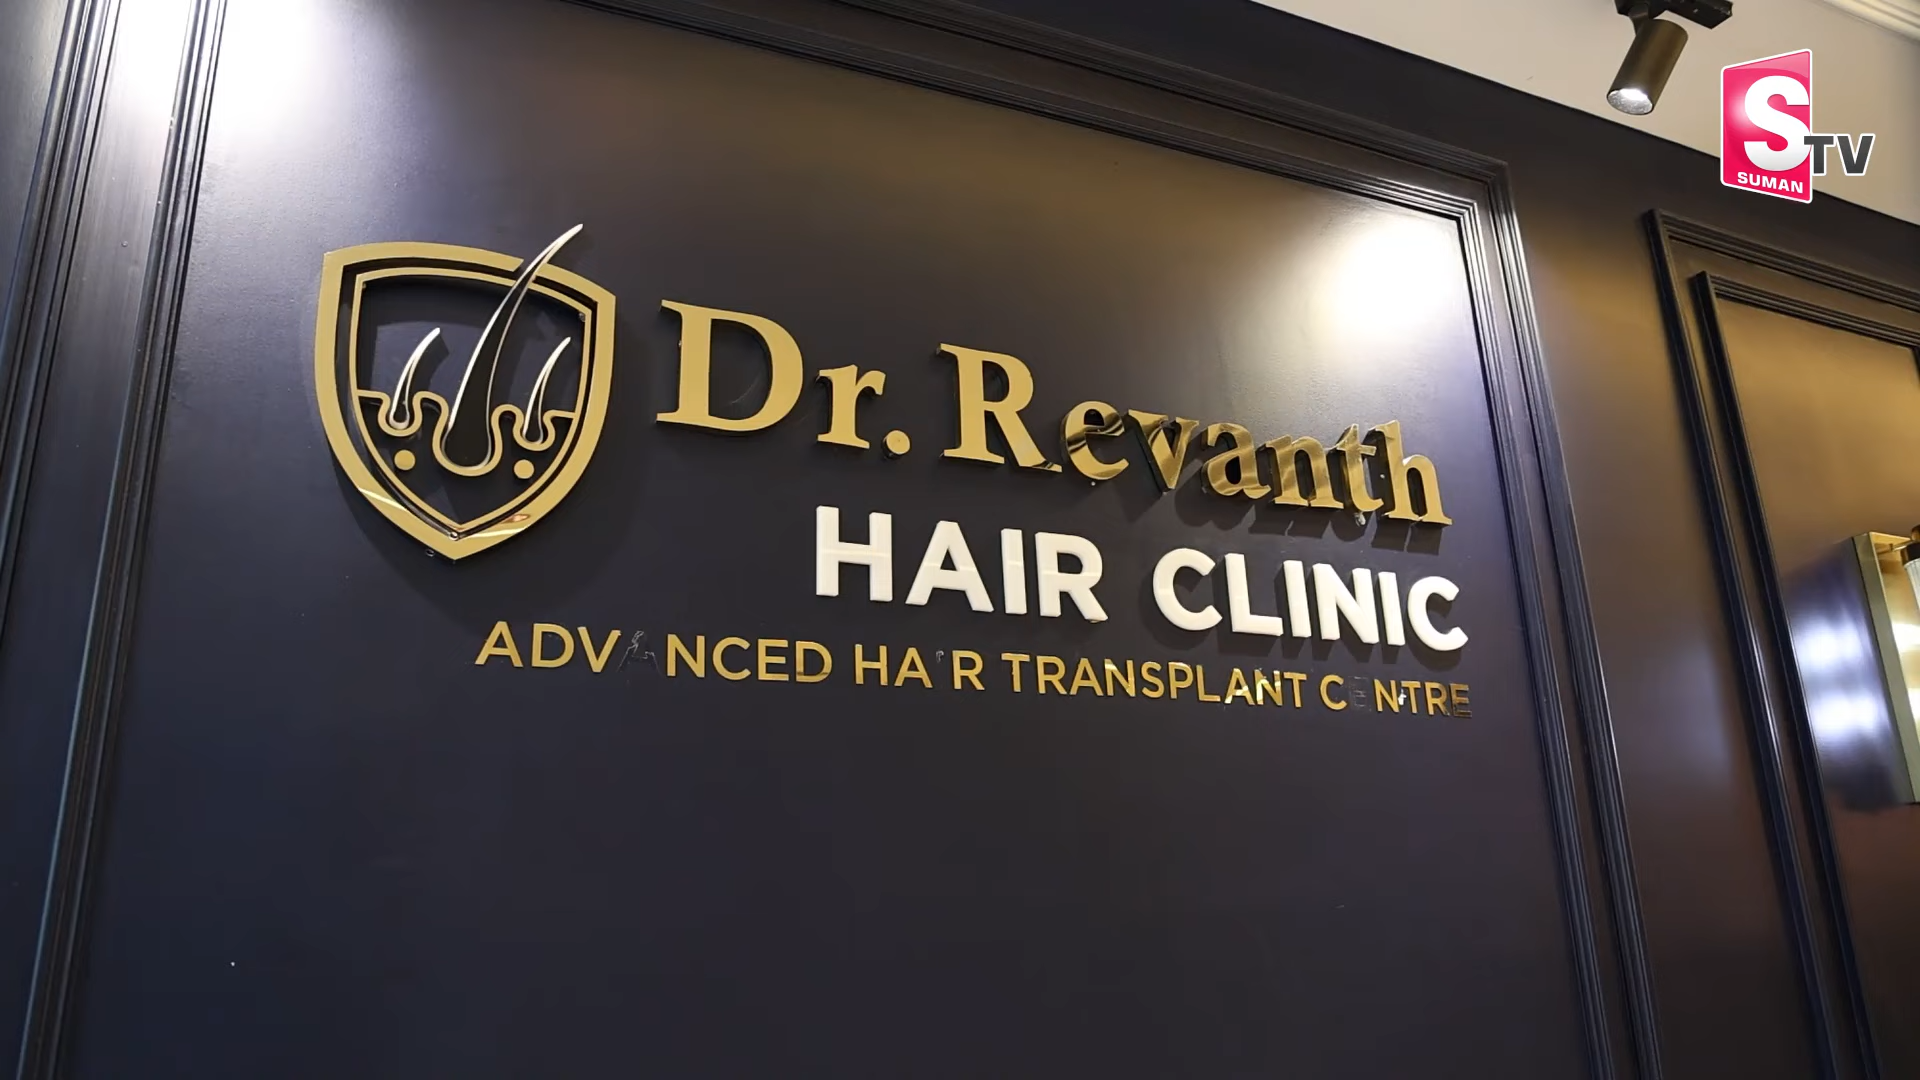 S TV
SUMAN
Dr. Revanth
HAIR CLINIC
ADVANCED HAIR TRANSPLANT CENTRE